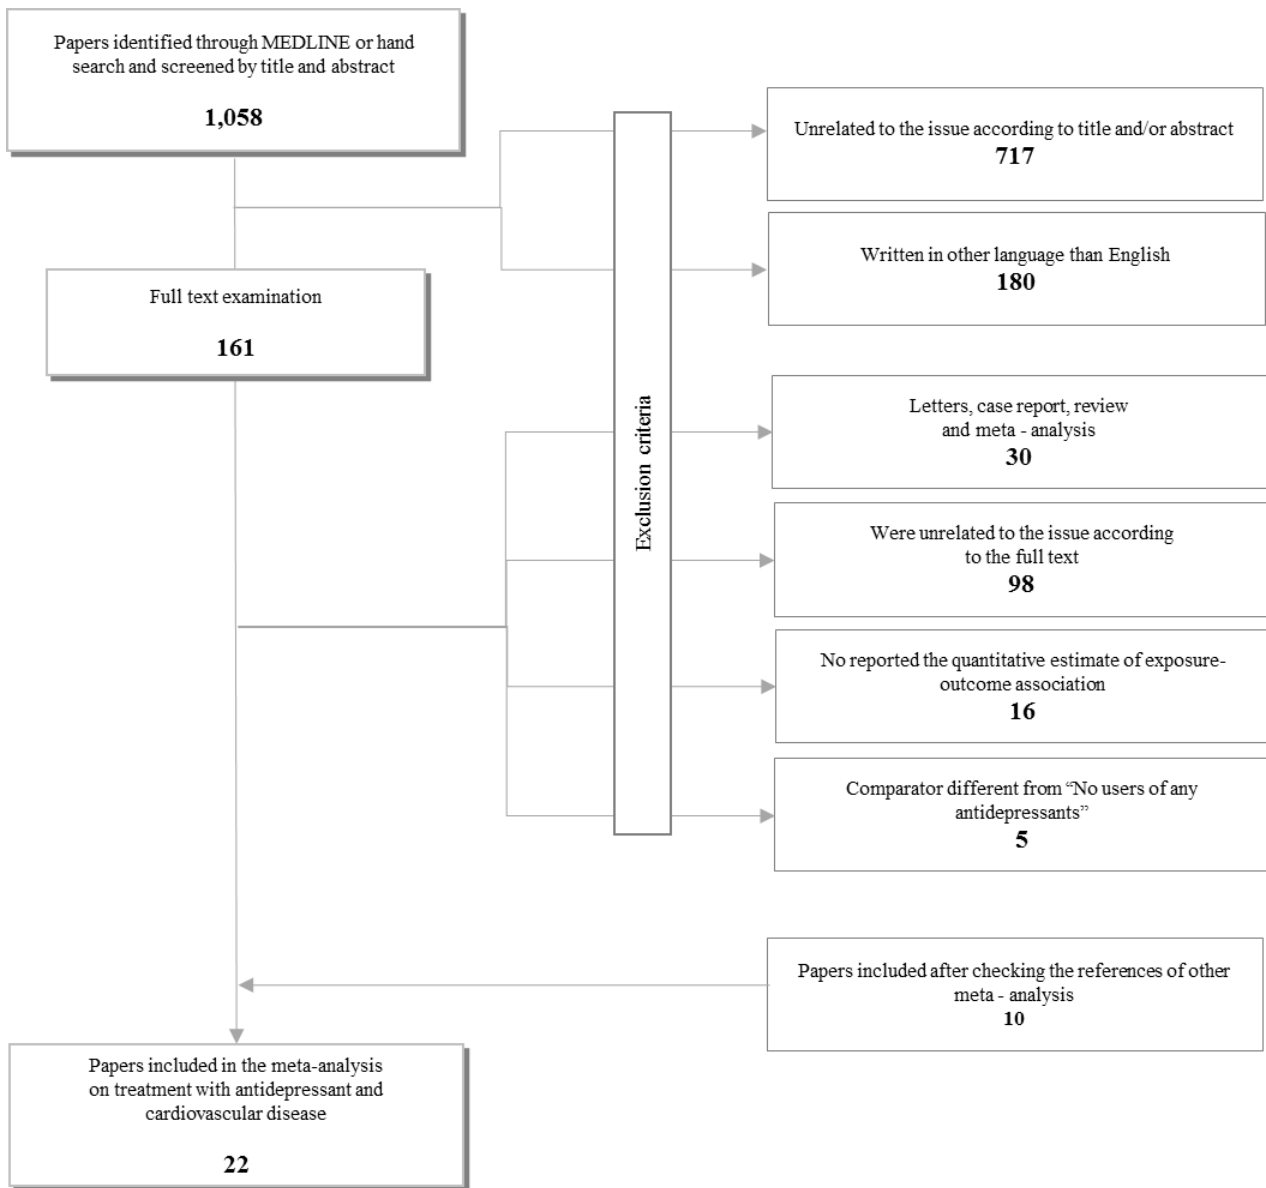 Papers identified through MEDLINE or hand
search and screened by title and abstract
1,058
Unrelated to the issue according to title and/or abstract
717
Written in other language than English
180
Full text examination
161
Exclusion criteria
Letters, case report, review
and meta - analysis
30
Were unrelated to the issue according
to the full text
98
No reported the quantitative estimate of exposure-
outcome association
16
Comparator different from “No users of any
antidepressants”
5
Papers included after checking the references of other
meta - analysis
10
Papers included in the meta-analysis
on treatment with antidepressant and
cardiovascular disease
22